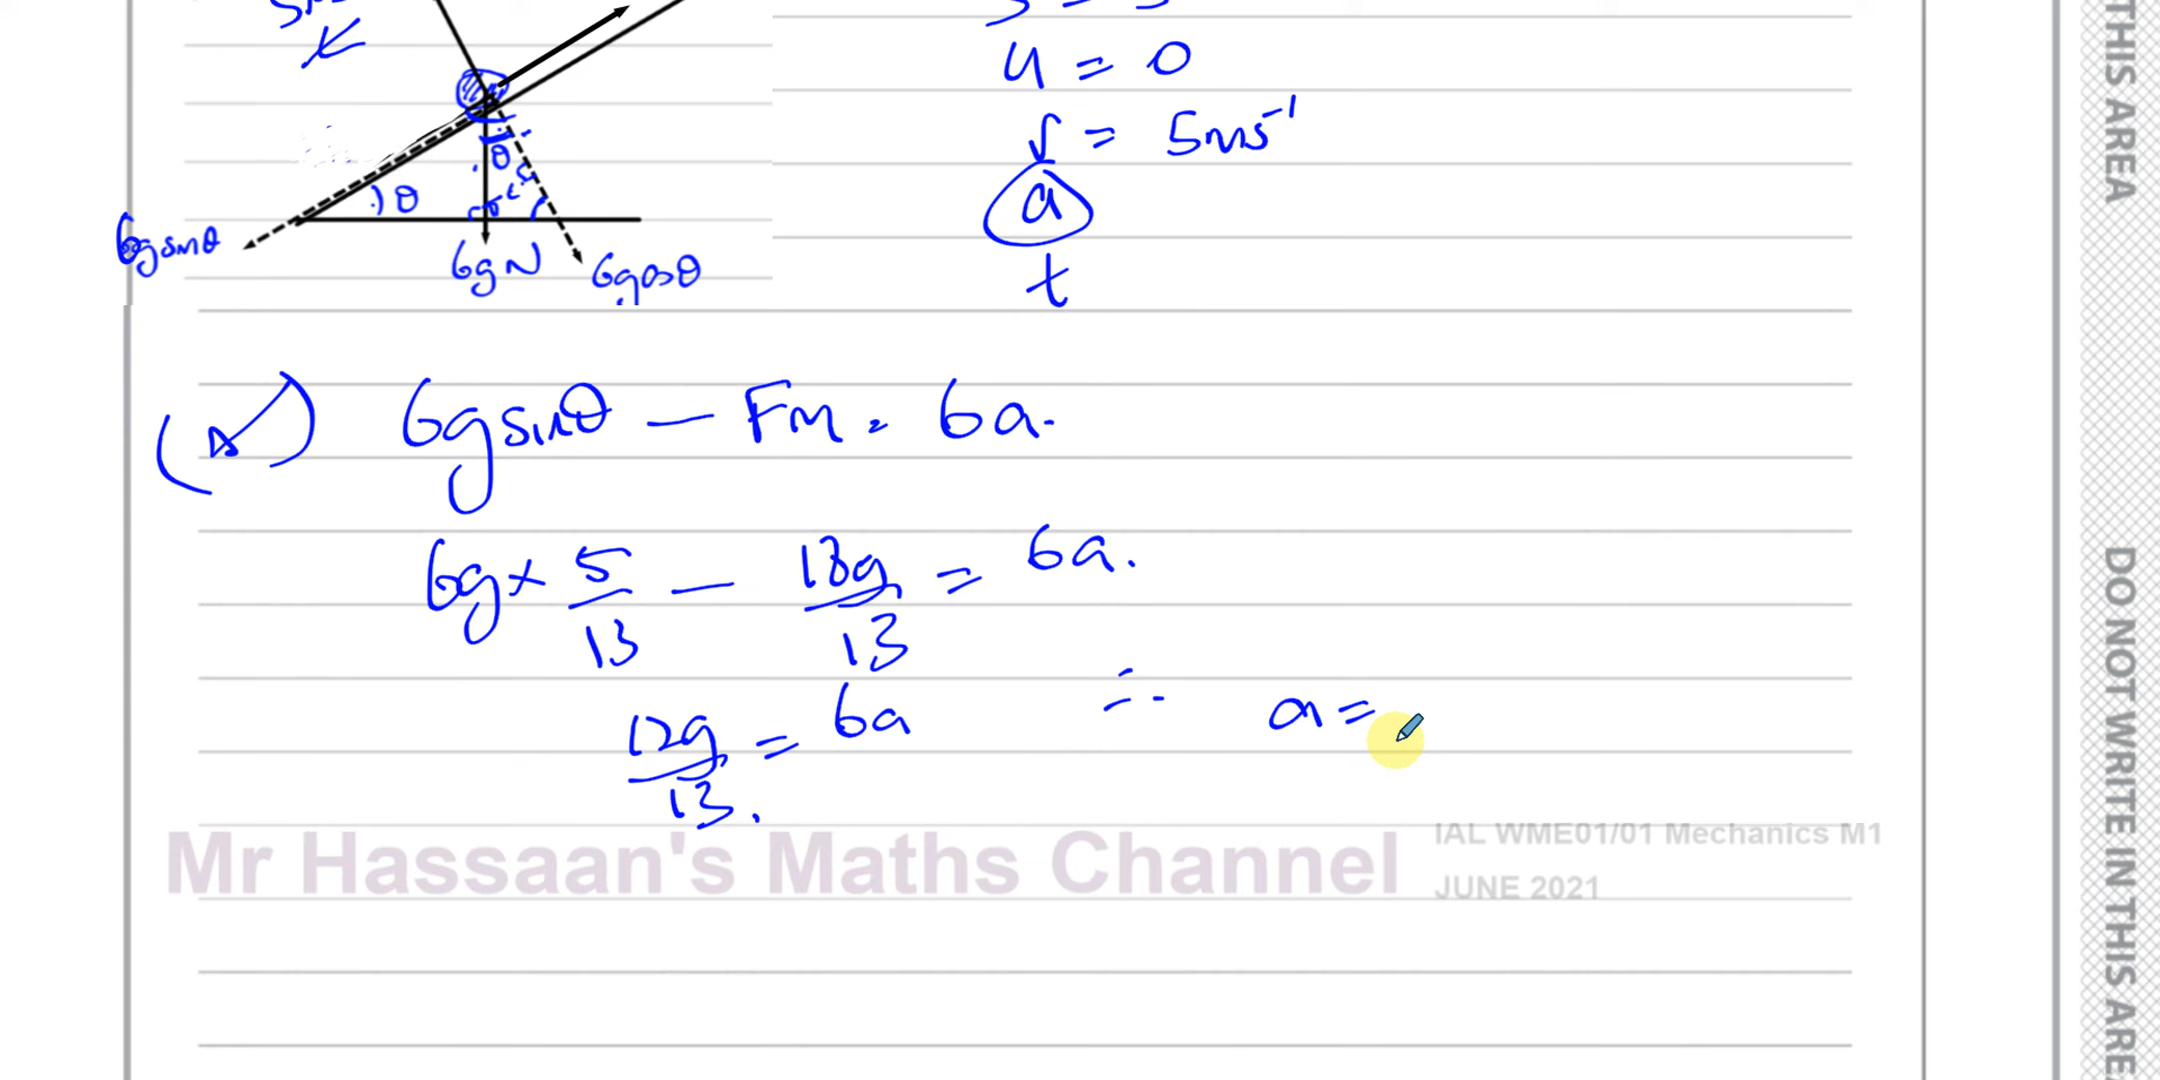 u = 0
v = 5ms⁻¹
a
t
θ
θ
6gsinθ
6gN
6gcosθ
6gsinθ - FM = 6a.
6g × 5/13 - 18g/13 = 6a.
12g/13. = 6a ∴ a =
Mr Hassaan's Maths Channel
IAL WME01/01 Mechanics M1
JUNE 2021
THIS AREA
DO NOT WRITE IN THIS AREA